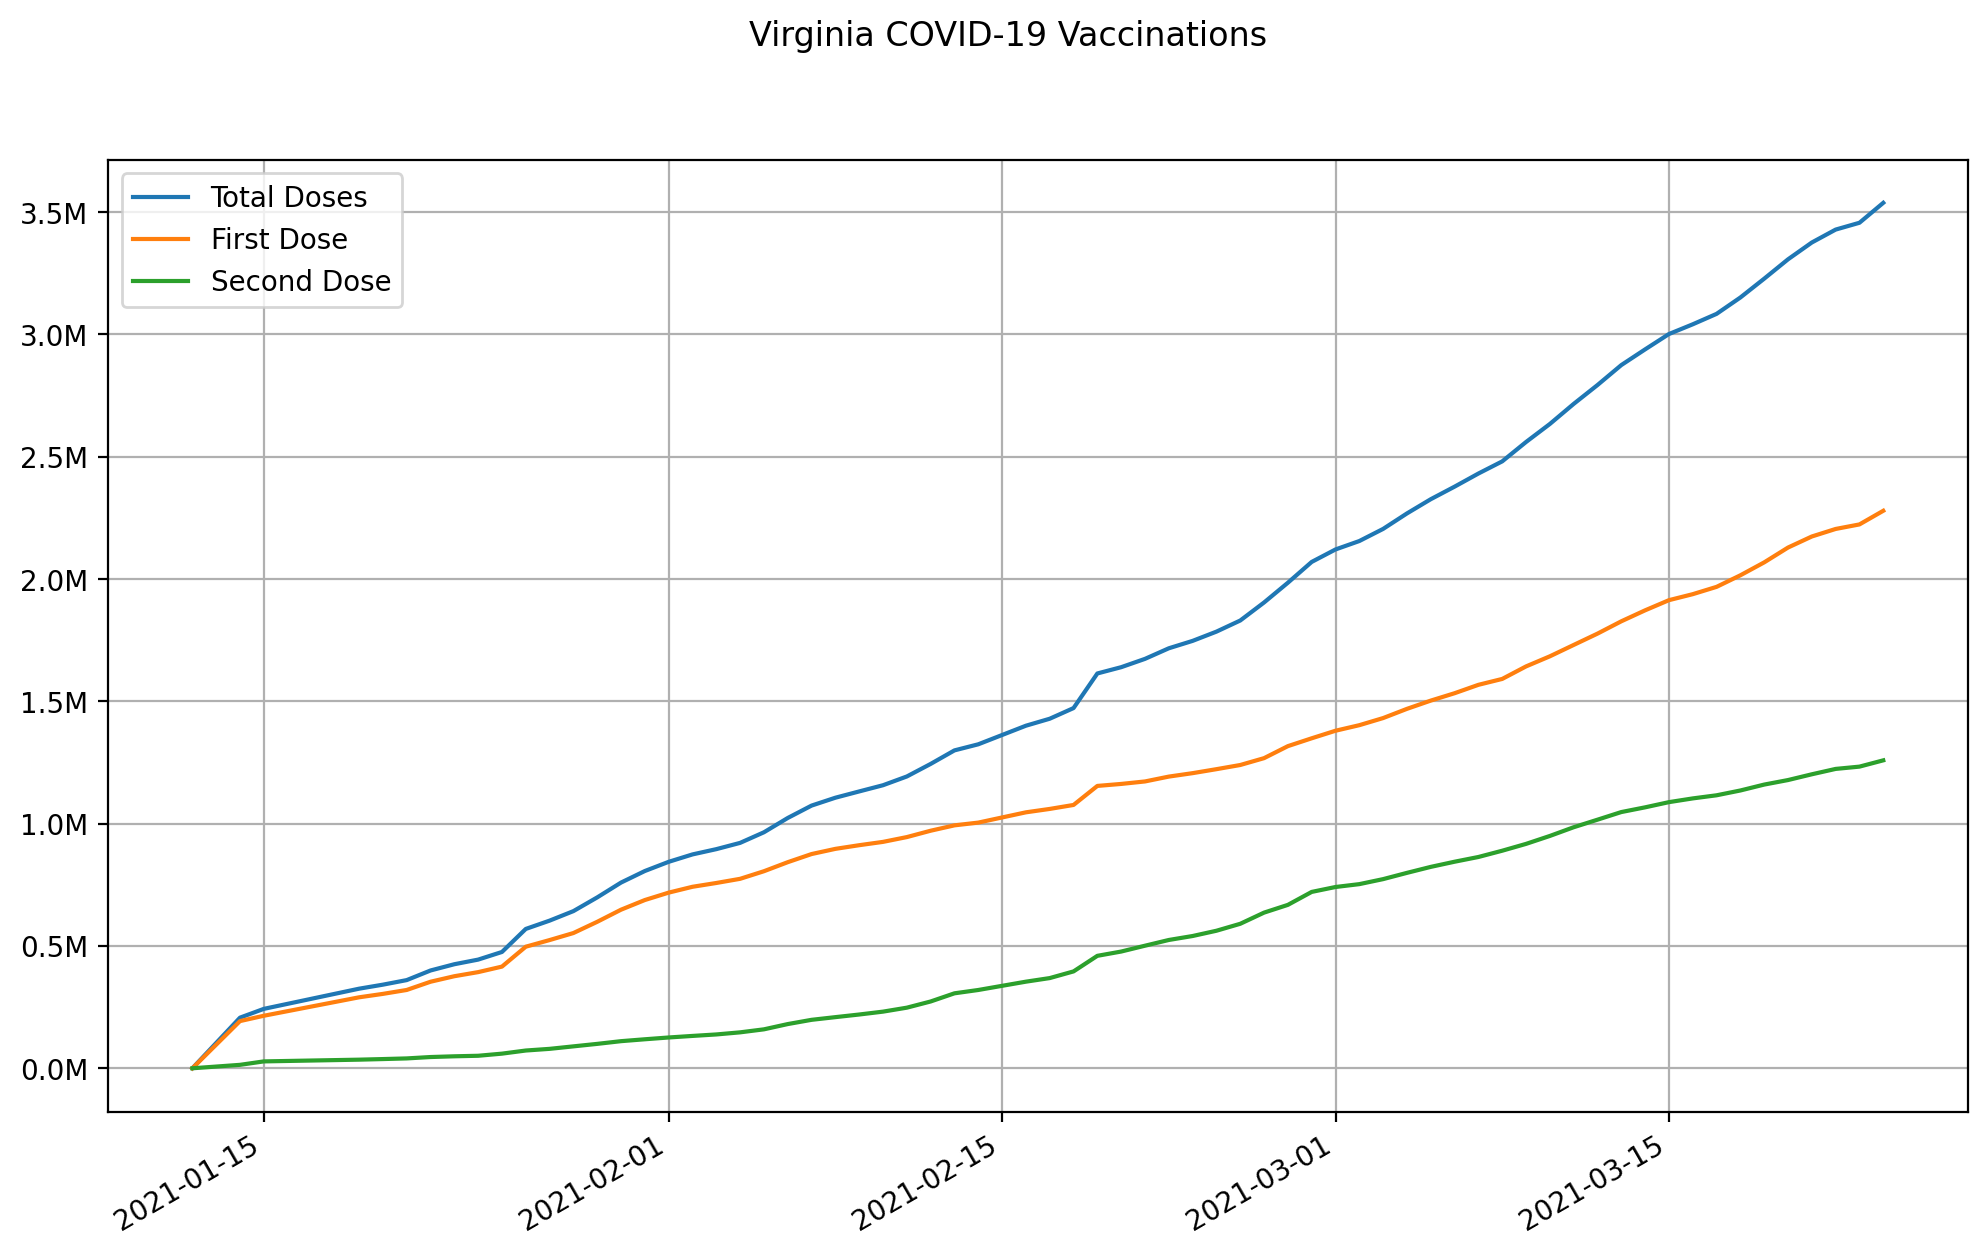 Virginia COVID-19 Vaccinations
Total Doses
First Dose
Second Dose
3.5M
3.0M
2.5M
2.0M
1.5M
1.0M
0.5M
0.0M
2021-01-15
2021-02-01
2021-02-15
2021-03-01
2021-03-15